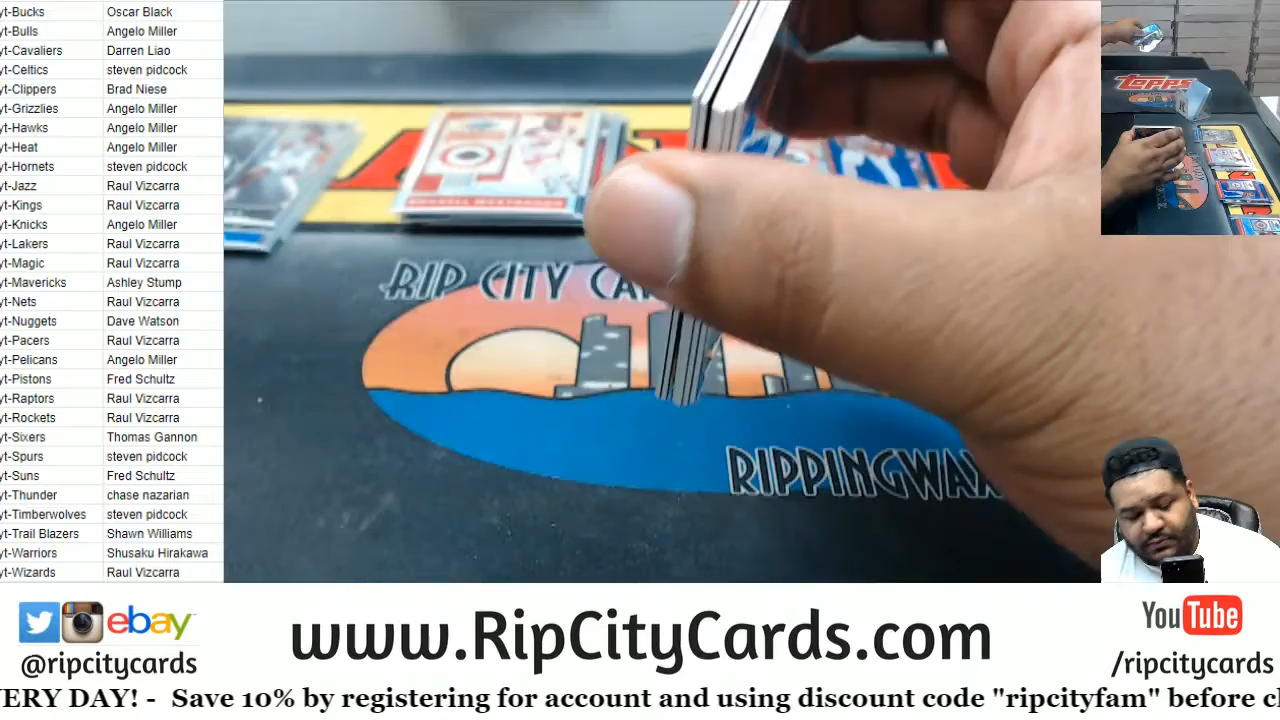 yt-Bucks Oscar Black
yt-Bulls Angelo Miller
yt-Cavaliers Darren Liao
yt-Celtics steven pidcock
yt-Clippers Brad Niese
yt-Grizzlies Angelo Miller
yt-Hawks Angelo Miller
yt-Heat Angelo Miller
yt-Hornets steven pidcock
yt-Jazz Raul Vizcarra
yt-Kings Raul Vizcarra
yt-Knicks Angelo Miller
yt-Lakers Raul Vizcarra
yt-Magic Raul Vizcarra
yt-Mavericks Ashley Stump
yt-Nets Raul Vizcarra
yt-Nuggets Dave Watson
yt-Pacers Raul Vizcarra
yt-Pelicans Angelo Miller
yt-Pistons Fred Schultz
yt-Raptors Raul Vizcarra
yt-Rockets Raul Vizcarra
yt-Sixers Thomas Gannon
yt-Spurs steven pidcock
yt-Suns Fred Schultz
yt-Thunder chase nazarian
yt-Timberwolves steven pidcock
yt-Trail Blazers Shawn Williams
yt-Warriors Shusaku Hirakawa
yt-Wizards Raul Vizcarra
RIP CITY CA
RIPPINGWAX
topps
ebay
@ripcitycards
www.RipCityCards.com
YouTube
/ripcitycards
VERY DAY! - Save 10% by registering for account and using discount code "ripcityfam" before c